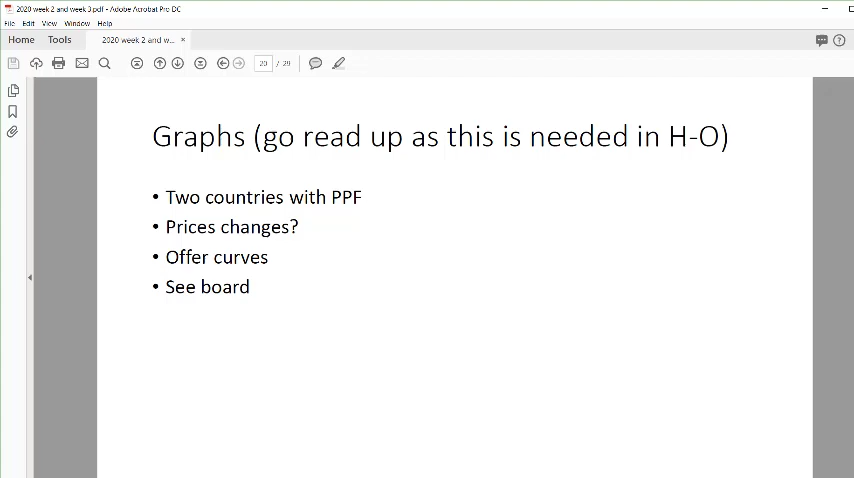 2020 week 2 and week 3.pdf - Adobe Acrobat Pro DC
File Edit View Window Help
Home Tools 2020 week 2 and w... ×
20 / 29
Graphs (go read up as this is needed in H-O)
• Two countries with PPF
• Prices changes?
• Offer curves
• See board